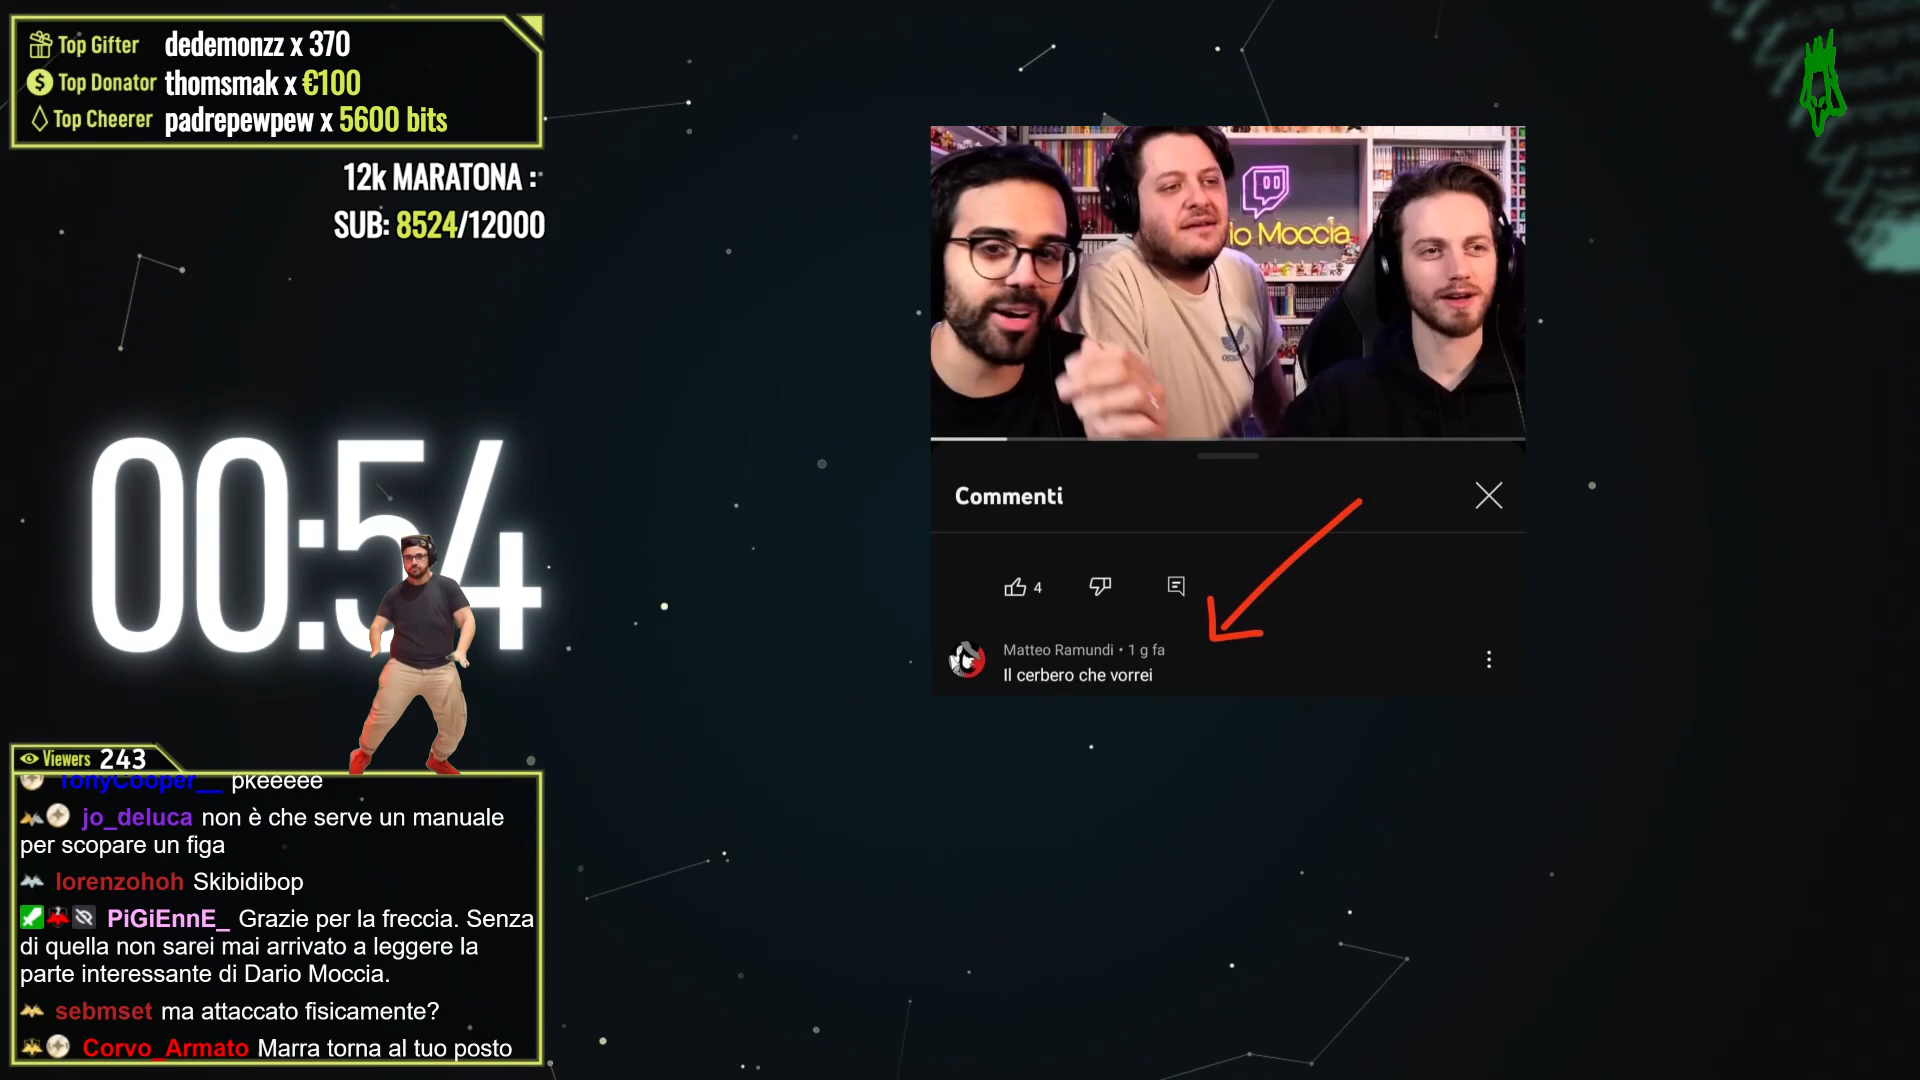 Top Gifter dedemonzz x 370
Top Donator thomsmak x €100
Top Cheerer padrepewpew x 5600 bits
12k MARATONA :
SUB: 8524/12000
00:54
io Moccia
Commenti
4
Matteo Ramundi • 1 g fa
Il cerbero che vorrei
Viewers 243
TonyCooper__ pkeeeee
jo_deluca non è che serve un manuale
per scopare un figa
lorenzohoh Skibidibop
PiGiEnnE_ Grazie per la freccia. Senza
di quella non sarei mai arrivato a leggere la
parte interessante di Dario Moccia.
sebmset ma attaccato fisicamente?
Corvo_Armato Marra torna al tuo posto